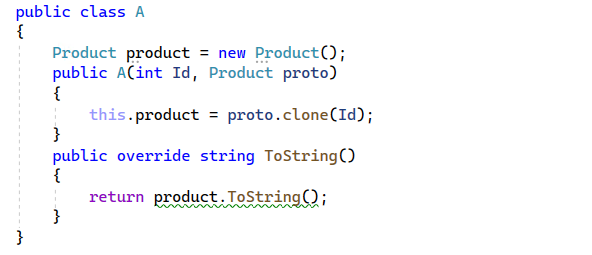 public class A
{
    Product product = new Product();
    public A(int Id, Product proto)
    {
        this.product = proto.clone(Id);
    }
    public override string ToString()
    {
        return product.ToString();
    }
}